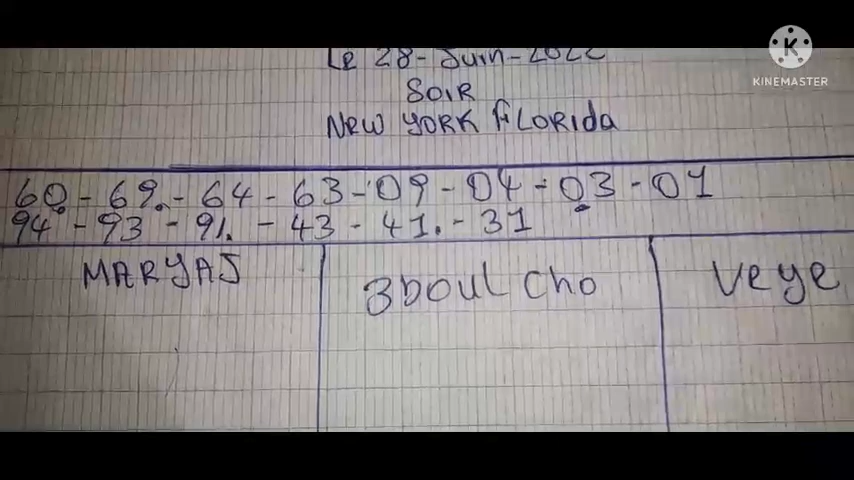 Le 28-Juin-2022
SOIR
NEW YORK FLORIDA
60 - 69. - 64 - 63 - 09 - 04 - 03 - 01
94 - 93 - 91. - 43 - 41. - 31
MARYAJ
3boul cho
Veye
KINEMASTER